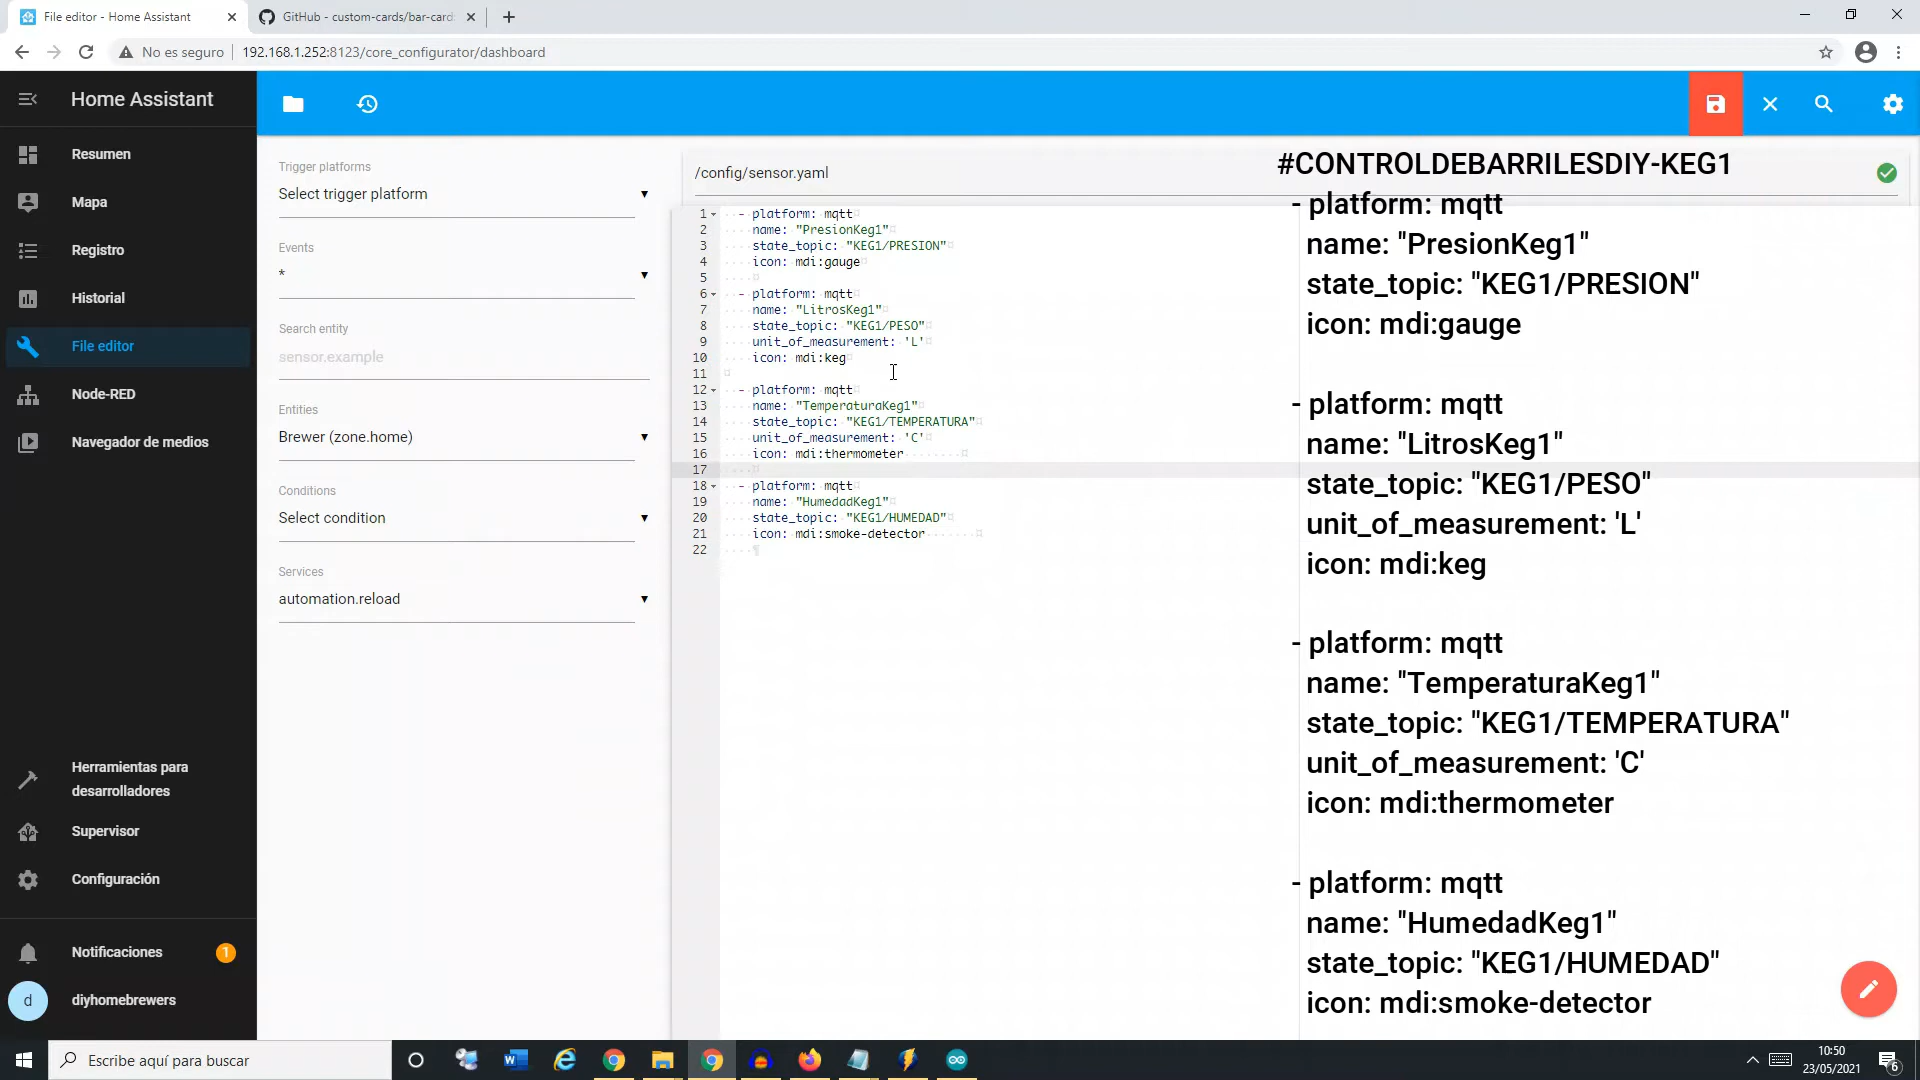 File editor - Home Assistant
GitHub - custom-cards/bar-card:
No es seguro
192.168.1.252:8123/core_configurator/dashboard
Home Assistant
Resumen
Mapa
Registro
Historial
File editor
Node-RED
Navegador de medios
Herramientas para
desarrolladores
Supervisor
Configuración
Notificaciones
1
d
diyhomebrewers
Trigger platforms
Select trigger platform
Events
*
Search entity
sensor.example
Entities
Brewer (zone.home)
Conditions
Select condition
Services
automation.reload
/config/sensor.yaml
1 - platform: mqtt
2 name: "PresionKeg1"
3 state_topic: "KEG1/PRESION"
4 icon: mdi:gauge
5
6 - platform: mqtt
7 name: "LitrosKeg1"
8 state_topic: "KEG1/PESO"
9 unit_of_measurement: 'L'
10 icon: mdi:keg
11
12 - platform: mqtt
13 name: "TemperaturaKeg1"
14 state_topic: "KEG1/TEMPERATURA"
15 unit_of_measurement: 'C'
16 icon: mdi:thermometer
17
18 - platform: mqtt
19 name: "HumedadKeg1"
20 state_topic: "KEG1/HUMEDAD"
21 icon: mdi:smoke-detector
22
#CONTROLDEBARRILESDIY-KEG1
- platform: mqtt
name: "PresionKeg1"
state_topic: "KEG1/PRESION"
icon: mdi:gauge
- platform: mqtt
name: "LitrosKeg1"
state_topic: "KEG1/PESO"
unit_of_measurement: 'L'
icon: mdi:keg
- platform: mqtt
name: "TemperaturaKeg1"
state_topic: "KEG1/TEMPERATURA"
unit_of_measurement: 'C'
icon: mdi:thermometer
- platform: mqtt
name: "HumedadKeg1"
state_topic: "KEG1/HUMEDAD"
icon: mdi:smoke-detector
Escribe aquí para buscar
10:50
23/05/2021
6